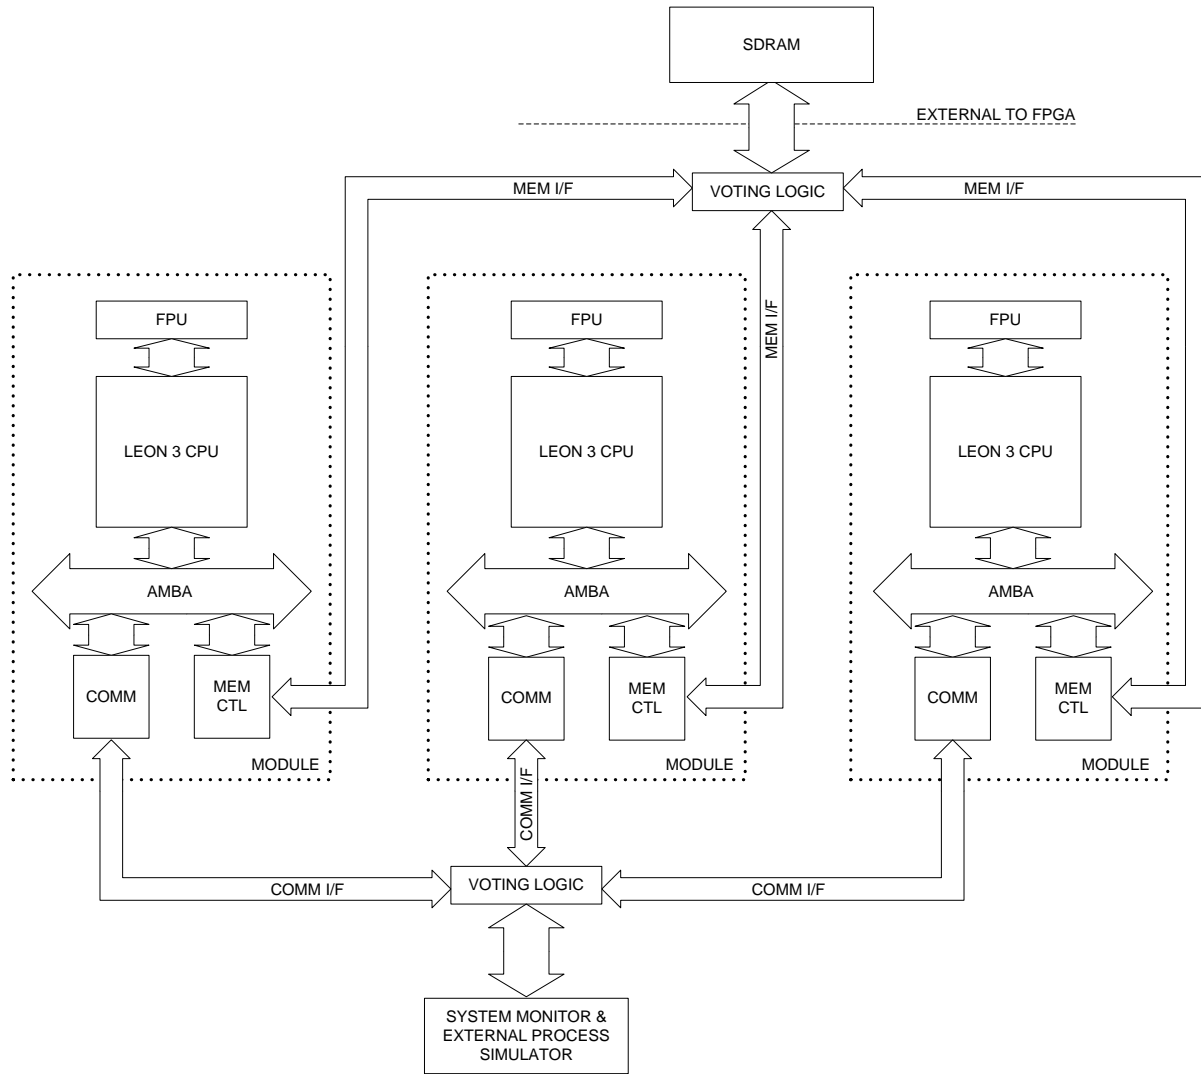 SDRAM
EXTERNAL TO FPGA
MEM I/F
VOTING LOGIC
MEM I/F
MEM I/F
FPU
LEON 3 CPU
AMBA
COMM
MEM
CTL
MODULE
FPU
LEON 3 CPU
AMBA
COMM
MEM
CTL
MODULE
FPU
LEON 3 CPU
AMBA
COMM
MEM
CTL
MODULE
COMM I/F
COMM I/F
VOTING LOGIC
COMM I/F
SYSTEM MONITOR &
EXTERNAL PROCESS
SIMULATOR